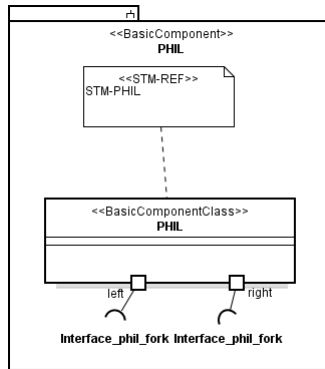 <<BasicComponent>>
PHIL
<<STM-REF>>
STM-PHIL
<<BasicComponentClass>>
PHIL
left
right
Interface_phil_fork Interface_phil_fork